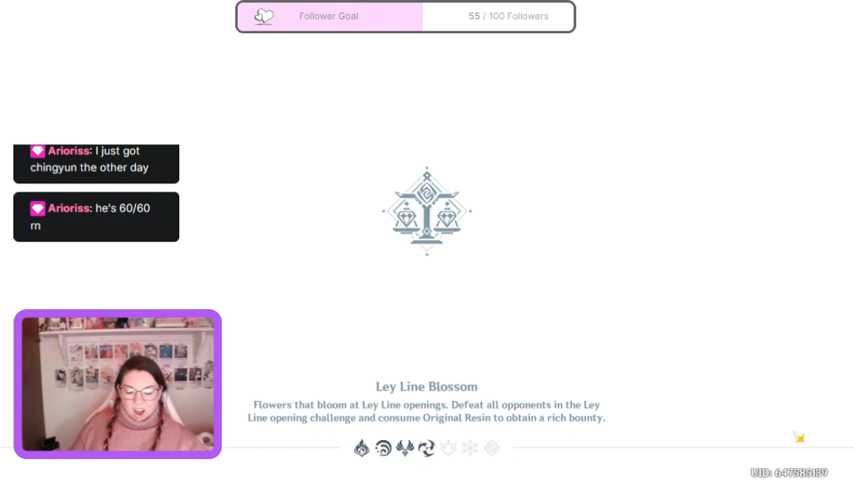 Follower Goal 55 / 100 Followers
Arioriss: I just got
chingyun the other day
Arioriss: he's 60/60
rn
Ley Line Blossom
Flowers that bloom at Ley Line openings. Defeat all opponents in the Ley
Line opening challenge and consume Original Resin to obtain a rich bounty.
UID: 647585139